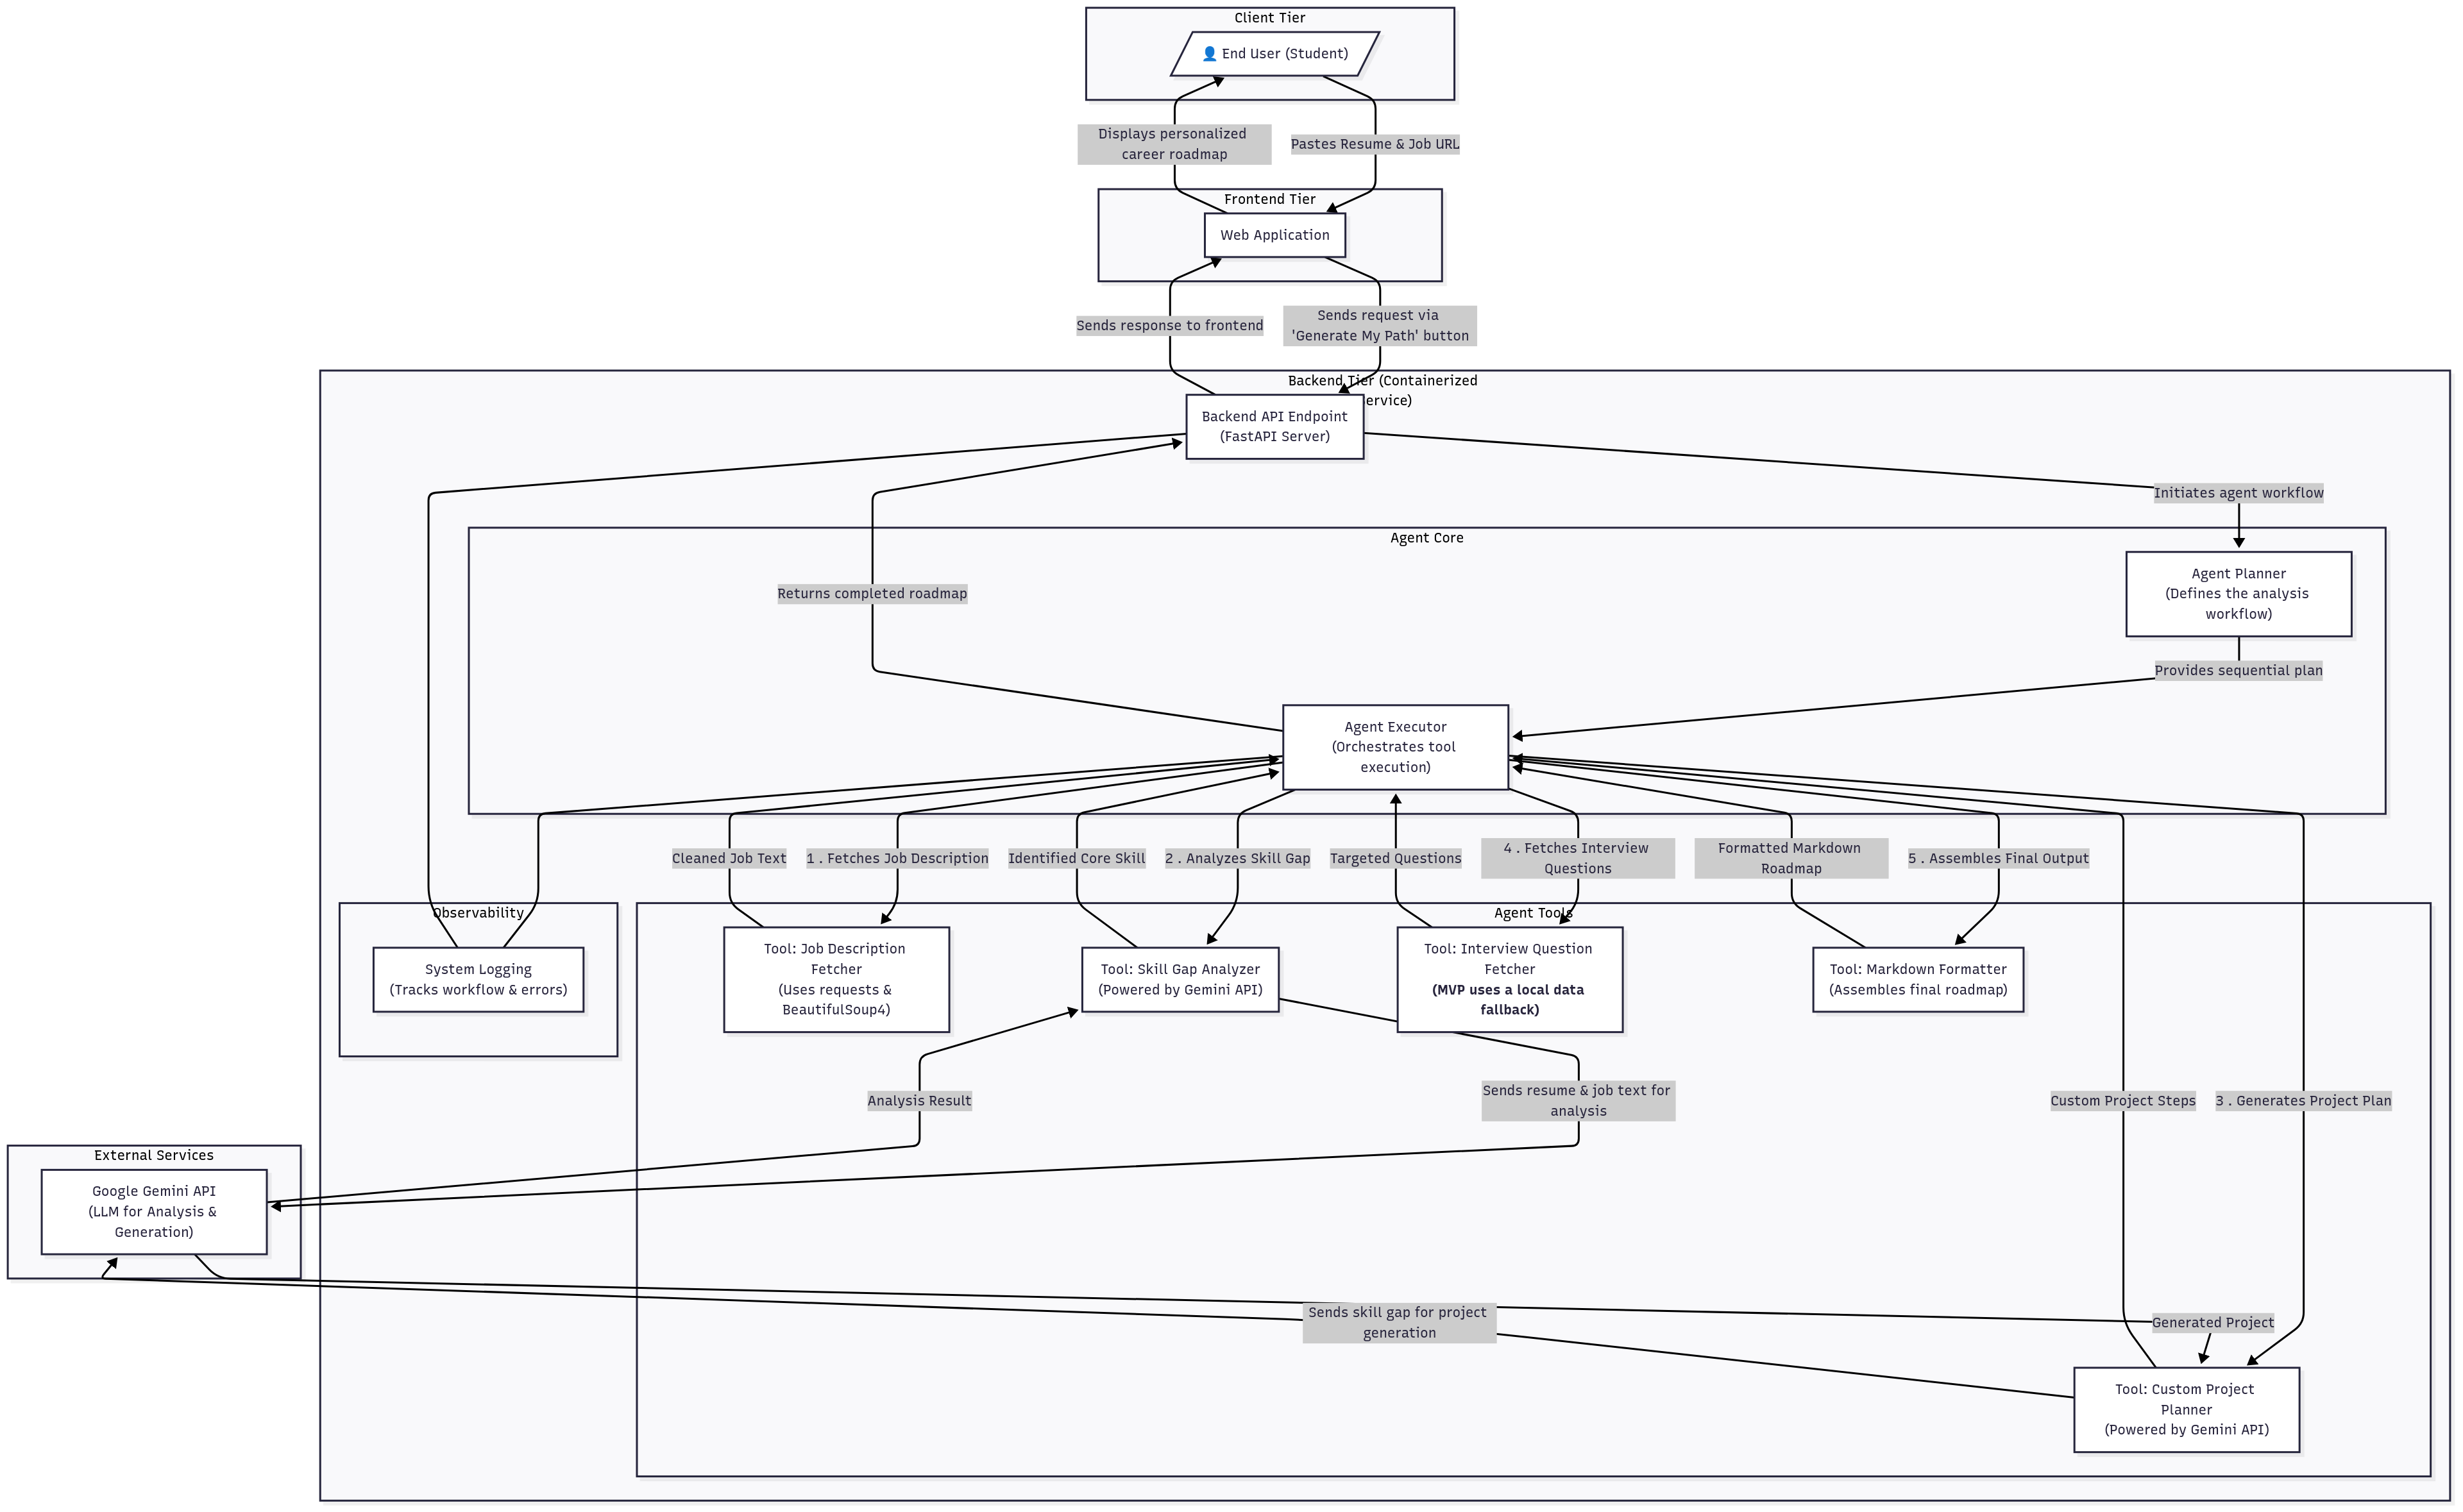 Client Tier
👤 End User (Student)
Displays personalized
career roadmap
Pastes Resume & Job URL
Frontend Tier
Web Application
Sends response to frontend
Sends request via
'Generate My Path' button
Backend Tier (Containerized
ervice)
Backend API Endpoint
(FastAPI Server)
Initiates agent workflow
Agent Core
Agent Planner
(Defines the analysis
workflow)
Returns completed roadmap
Provides sequential plan
Agent Executor
(Orchestrates tool
execution)
Cleaned Job Text
1 . Fetches Job Description
Identified Core Skill
2 . Analyzes Skill Gap
Targeted Questions
4 . Fetches Interview
Questions
Formatted Markdown
Roadmap
5 . Assembles Final Output
Observability
System Logging
(Tracks workflow & errors)
Agent Tools
Tool: Job Description
Fetcher
(Uses requests &
BeautifulSoup4)
Tool: Skill Gap Analyzer
(Powered by Gemini API)
Tool: Interview Question
Fetcher
(MVP uses a local data
fallback)
Tool: Markdown Formatter
(Assembles final roadmap)
Analysis Result
Sends resume & job text for
analysis
Custom Project Steps
3 . Generates Project Plan
External Services
Google Gemini API
(LLM for Analysis &
Generation)
Sends skill gap for project
generation
Generated Project
Tool: Custom Project
Planner
(Powered by Gemini API)